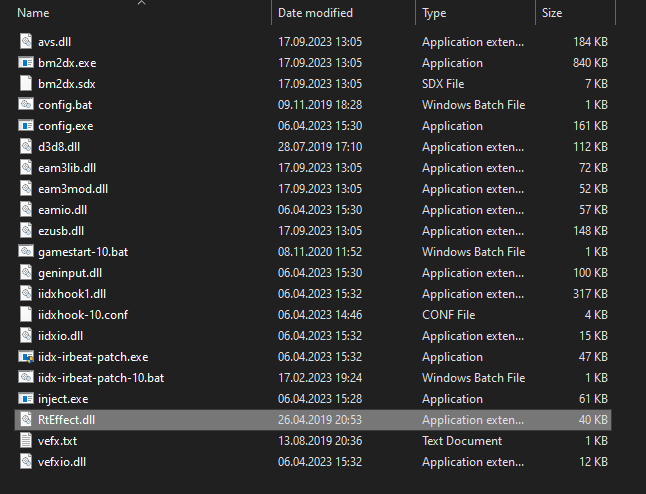 Name Date modified Type Size
avs.dll 17.09.2023 13:05 Application exten... 184 KB
bm2dx.exe 17.09.2023 13:05 Application 840 KB
bm2dx.sdx 17.09.2023 13:05 SDX File 7 KB
config.bat 09.11.2019 18:28 Windows Batch File 1 KB
config.exe 06.04.2023 15:30 Application 161 KB
d3d8.dll 28.07.2019 17:10 Application exten... 112 KB
eam3lib.dll 17.09.2023 13:05 Application exten... 72 KB
eam3mod.dll 17.09.2023 13:05 Application exten... 52 KB
eamio.dll 06.04.2023 15:30 Application exten... 57 KB
ezusb.dll 17.09.2023 13:05 Application exten... 148 KB
gamestart-10.bat 08.11.2020 11:52 Windows Batch File 1 KB
geninput.dll 06.04.2023 15:30 Application exten... 100 KB
iidxhook1.dll 06.04.2023 15:32 Application exten... 317 KB
iidxhook-10.conf 06.04.2023 14:46 CONF File 4 KB
iidxio.dll 06.04.2023 15:32 Application exten... 15 KB
iidx-irbeat-patch.exe 06.04.2023 15:32 Application 47 KB
iidx-irbeat-patch-10.bat 17.02.2023 19:24 Windows Batch File 1 KB
inject.exe 06.04.2023 15:28 Application 61 KB
RtEffect.dll 26.04.2019 20:53 Application exten... 40 KB
vefx.txt 13.08.2019 20:36 Text Document 1 KB
vefxio.dll 06.04.2023 15:32 Application exten... 12 KB